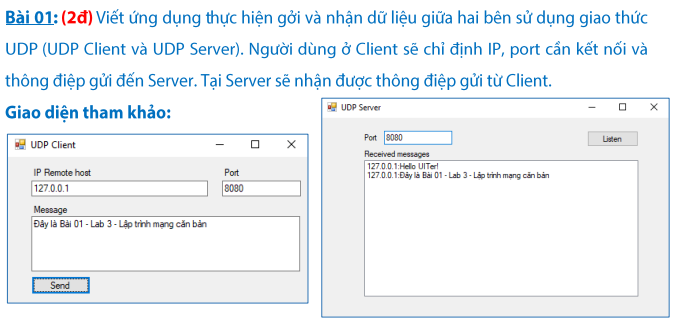 Bài 01: (2đ) Viết ứng dụng thực hiện gởi và nhận dữ liệu giữa hai bên sử dụng giao thức
UDP (UDP Client và UDP Server). Người dùng ở Client sẽ chỉ định IP, port cần kết nối và
thông điệp gửi đến Server. Tại Server sẽ nhận được thông điệp gửi từ Client.
Giao diện tham khảo:
UDP Client
IP Remote host Port
127.0.0.1 8080
Message
Đây là Bài 01 - Lab 3 - Lập trình mạng căn bản
Send
UDP Server
Port 8080 Listen
Received messages
127.0.0.1:Hello UITer!
127.0.0.1:Đây là Bài 01 - Lab 3 - Lập trình mạng căn bản